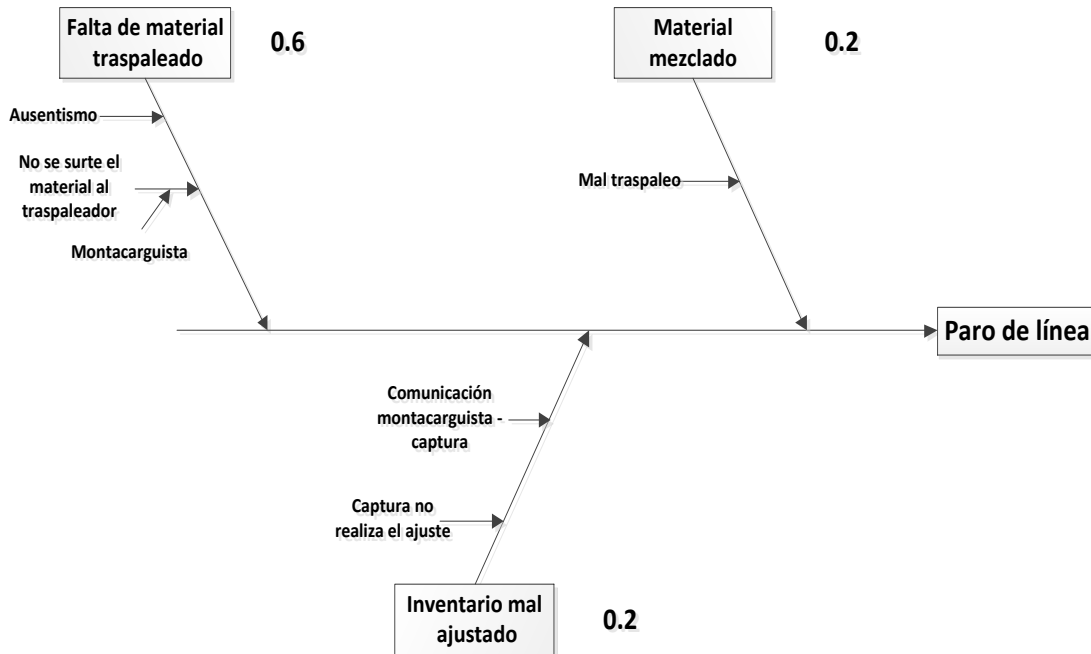 Falta de material
traspaleado
0.6
Material
mezclado
0.2
Ausentismo
No se surte el
material al
traspaleador
Montacarguista
Mal traspaleo
Paro de línea
Comunicación
montacarguista -
captura
Captura no
realiza el ajuste
Inventario mal
ajustado
0.2